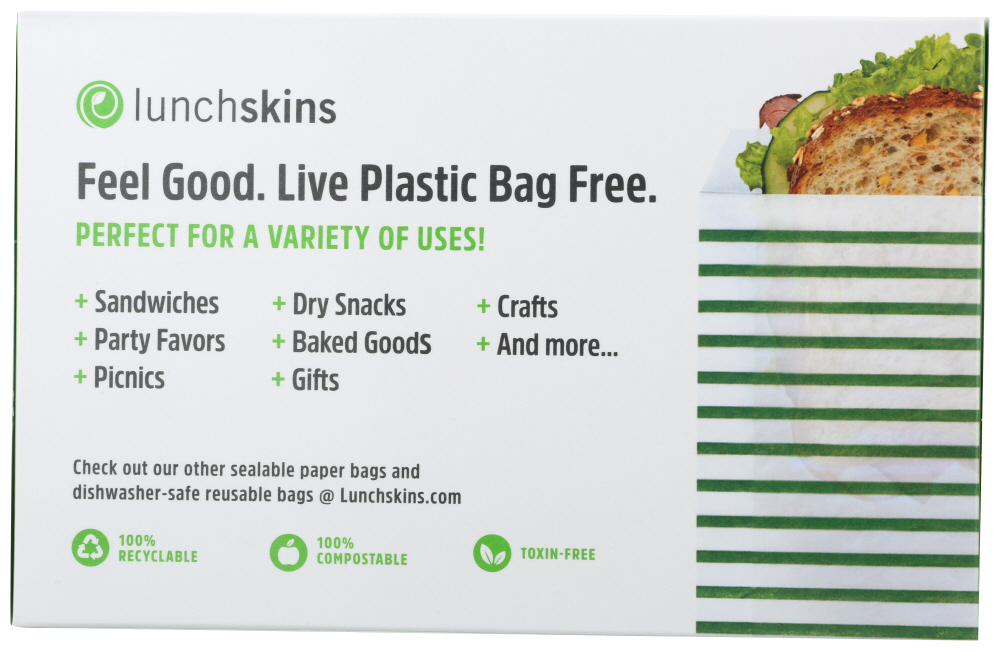 lunchskins
Feel Good. Live Plastic Bag Free.
PERFECT FOR A VARIETY OF USES!
+ Sandwiches
+ Party Favors
+ Picnics
+ Dry Snacks
+ Baked GoodS
+ Gifts
+ Crafts
+ And more...
Check out our other sealable paper bags and
dishwasher-safe reusable bags @ Lunchskins.com
100%
RECYCLABLE
100%
COMPOSTABLE
TOXIN-FREE